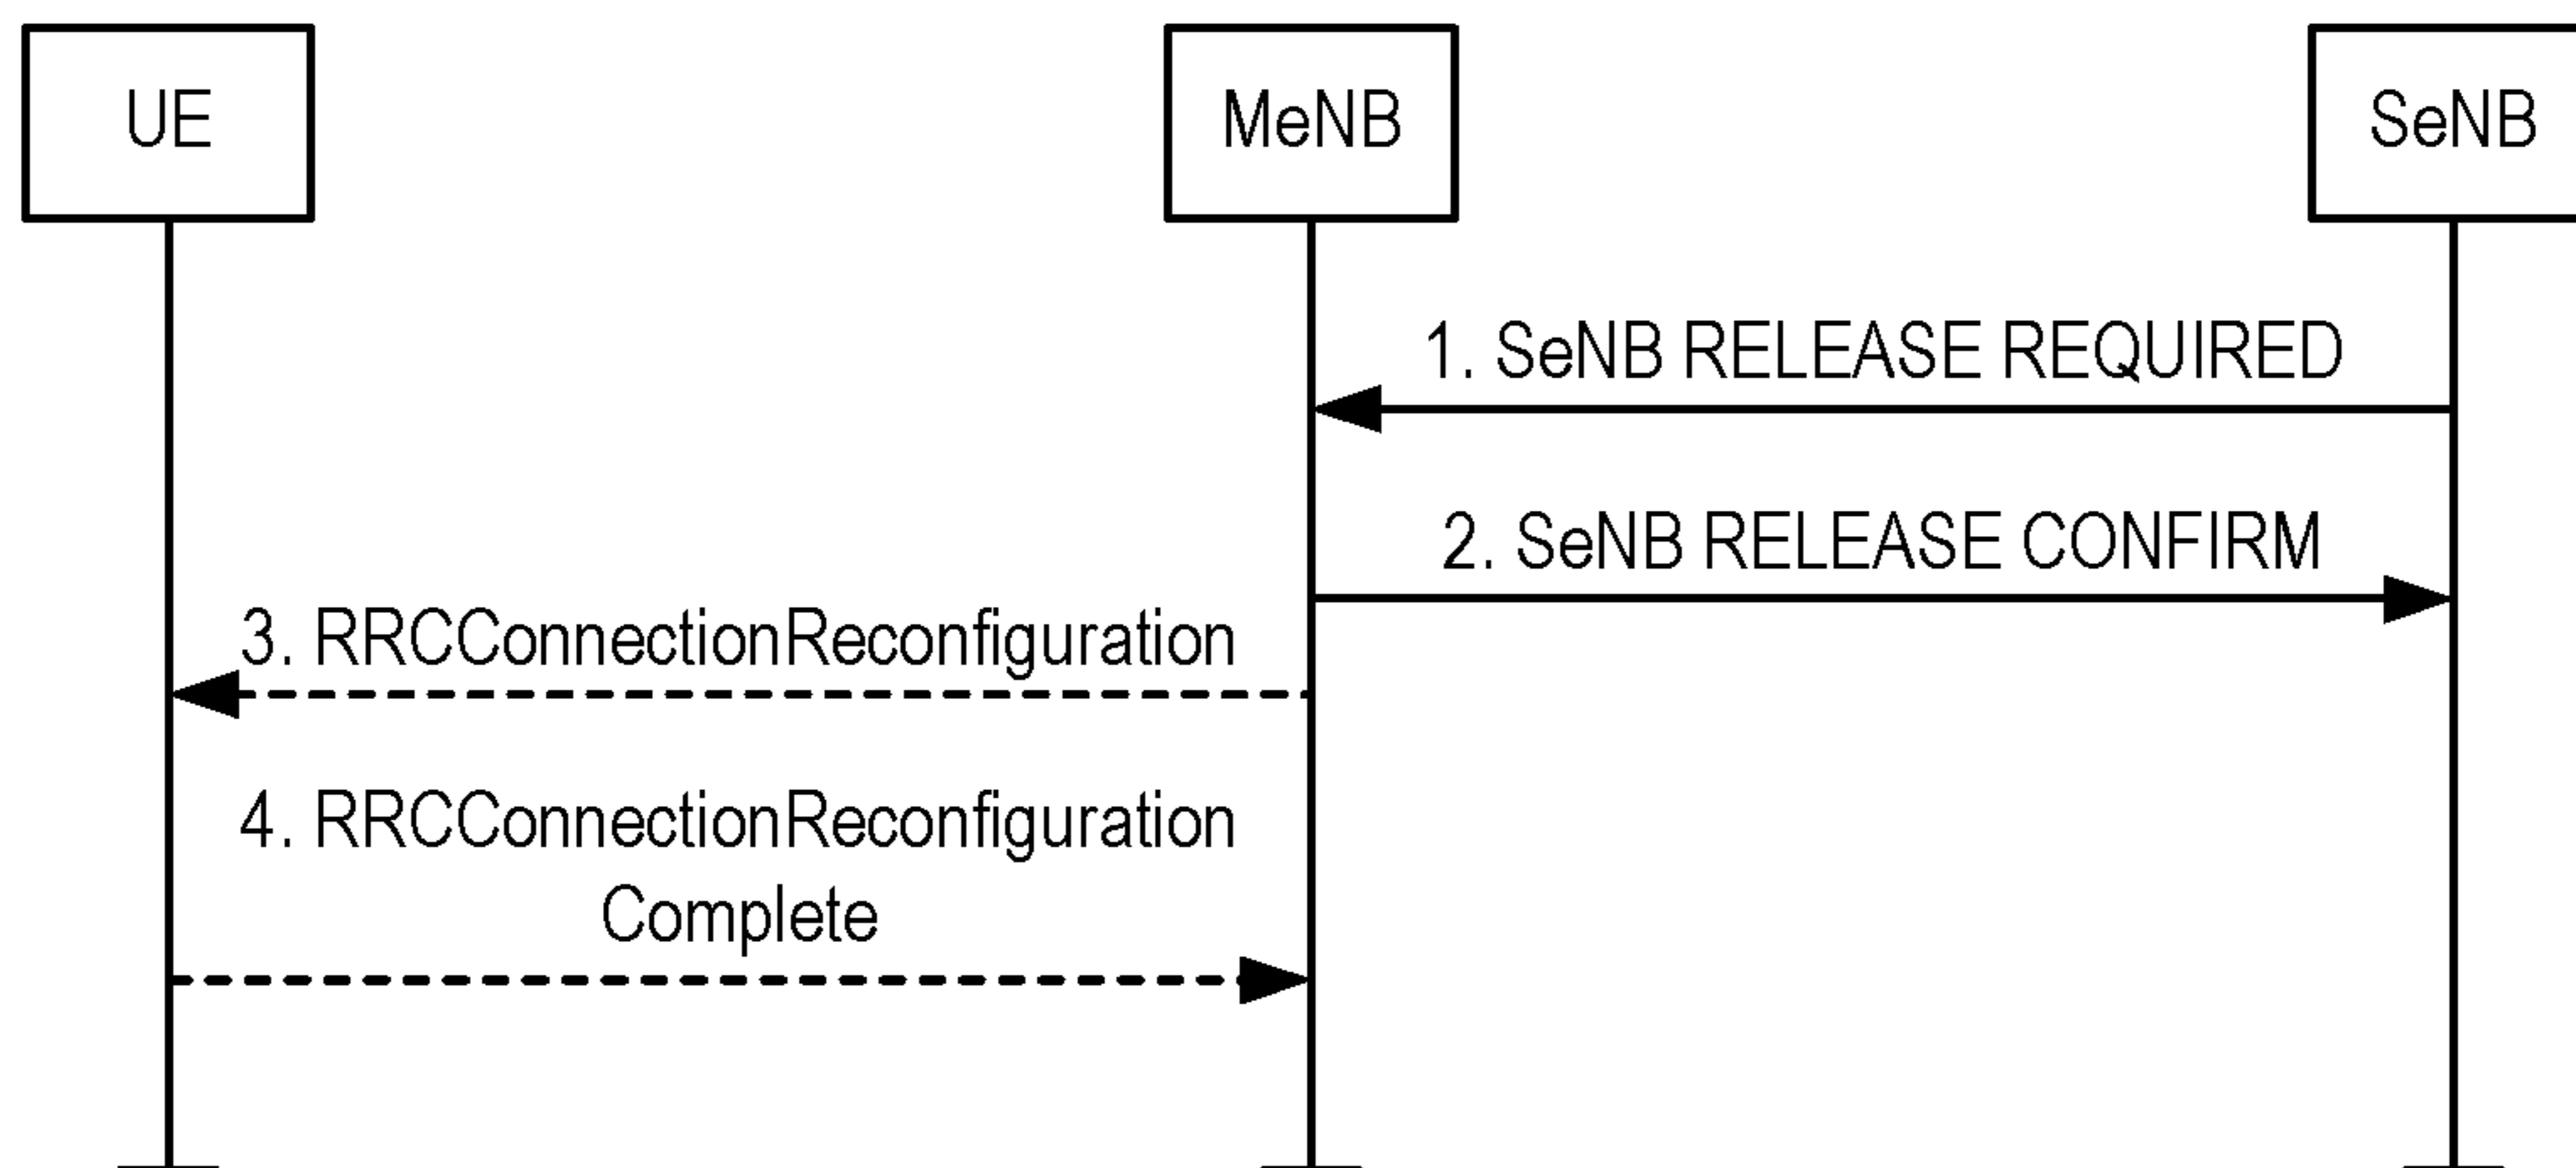 UE
MeNB
SeNB
1. SeNB RELEASE REQUIRED
2. SeNB RELEASE CONFIRM
3. RRCConnectionReconfiguration
4. RRCConnectionReconfiguration
Complete